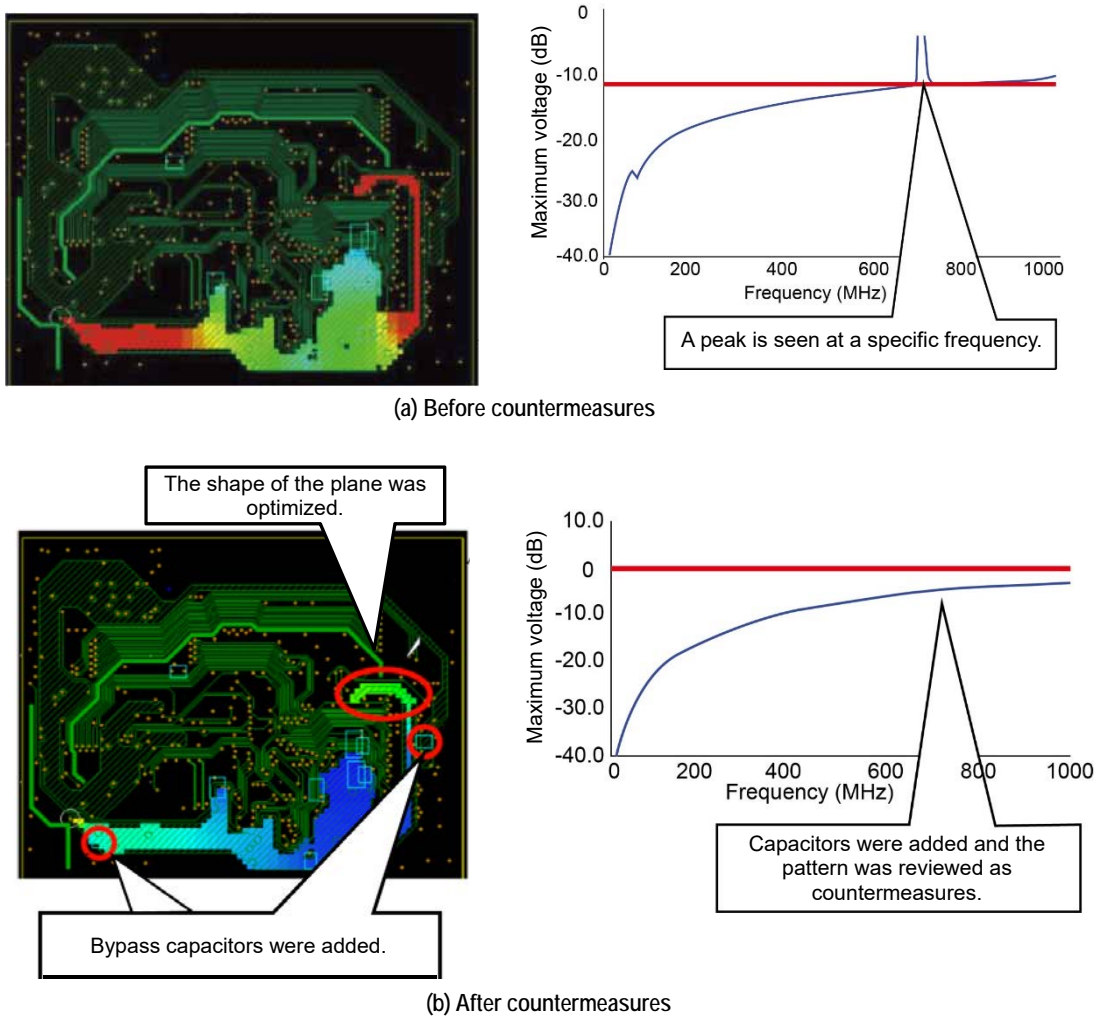 0
-10.0
-20.0
-30.0
-40.0
Maximum voltage (dB)
0
200
400
600
800
1000
Frequency (MHz)
A peak is seen at a specific frequency.
(a) Before countermeasures
The shape of the plane was
optimized.
Bypass capacitors were added.
10.0
0
-10.0
-20.0
-30.0
-40.0
Maximum voltage (dB)
0
200
400
600
800
1000
Frequency (MHz)
Capacitors were added and the
pattern was reviewed as
countermeasures.
(b) After countermeasures